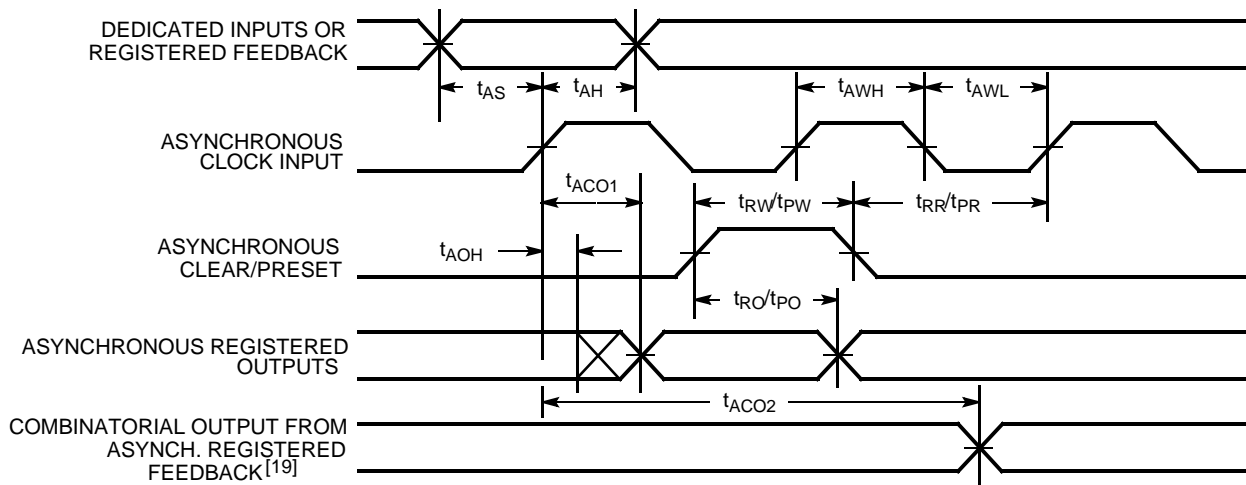 DEDICATED INPUTS OR
REGISTERED FEEDBACK
tAS
tAH
tAWH
tAWL
ASYNCHRONOUS
CLOCK INPUT
tACO1
tRW/tPW
tRR/tPR
ASYNCHRONOUS
CLEAR/PRESET
tAOH
tRO/tPO
ASYNCHRONOUS REGISTERED
OUTPUTS
tACO2
COMBINATORIAL OUTPUT FROM
ASYNCH. REGISTERED
FEEDBACK[19]